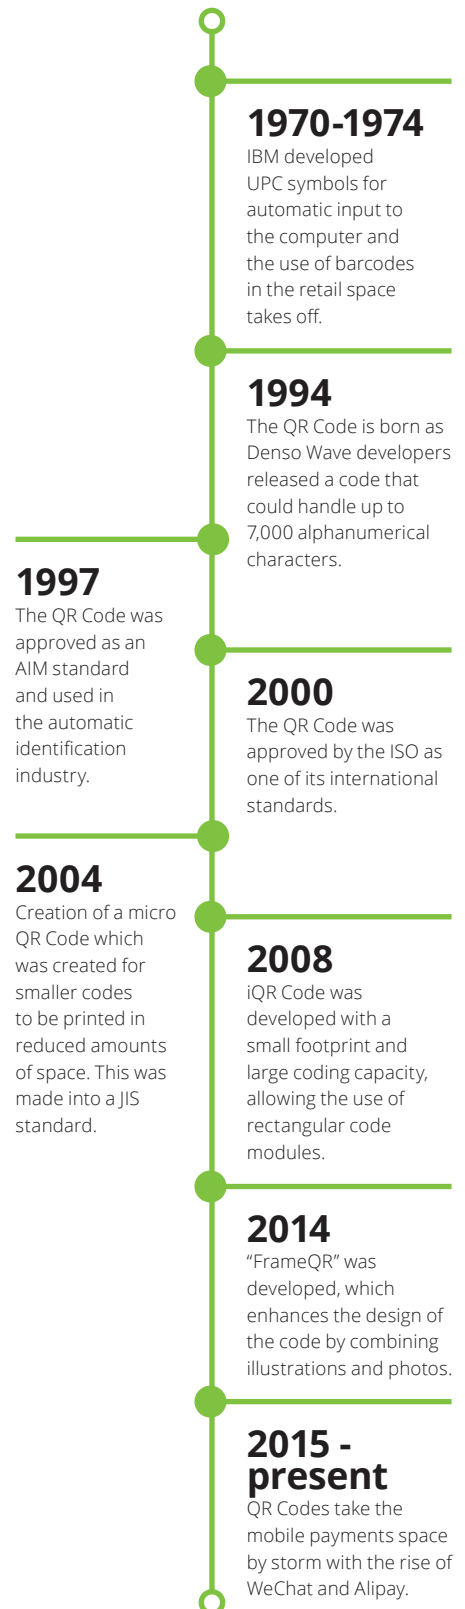 1970-1974
IBM developed
UPC symbols for
automatic input to
the computer and
the use of barcodes
in the retail space
takes off.
1994
The QR Code is born as
Denso Wave developers
released a code that
could handle up to
7,000 alphanumerical
characters.
1997
The QR Code was
approved as an
AIM standard
and used in
the automatic
identification
industry.
2000
The QR Code was
approved by the ISO as
one of its international
standards.
2004
Creation of a micro
QR Code which
was created for
smaller codes
to be printed in
reduced amounts
of space. This was
made into a JIS
standard.
2008
iQR Code was
developed with a
small footprint and
large coding capacity,
allowing the use of
rectangular code
modules.
2014
“FrameQR” was
developed, which
enhances the design of
the code by combining
illustrations and photos.
2015 -
present
QR Codes take the
mobile payments space
by storm with the rise of
WeChat and Alipay.